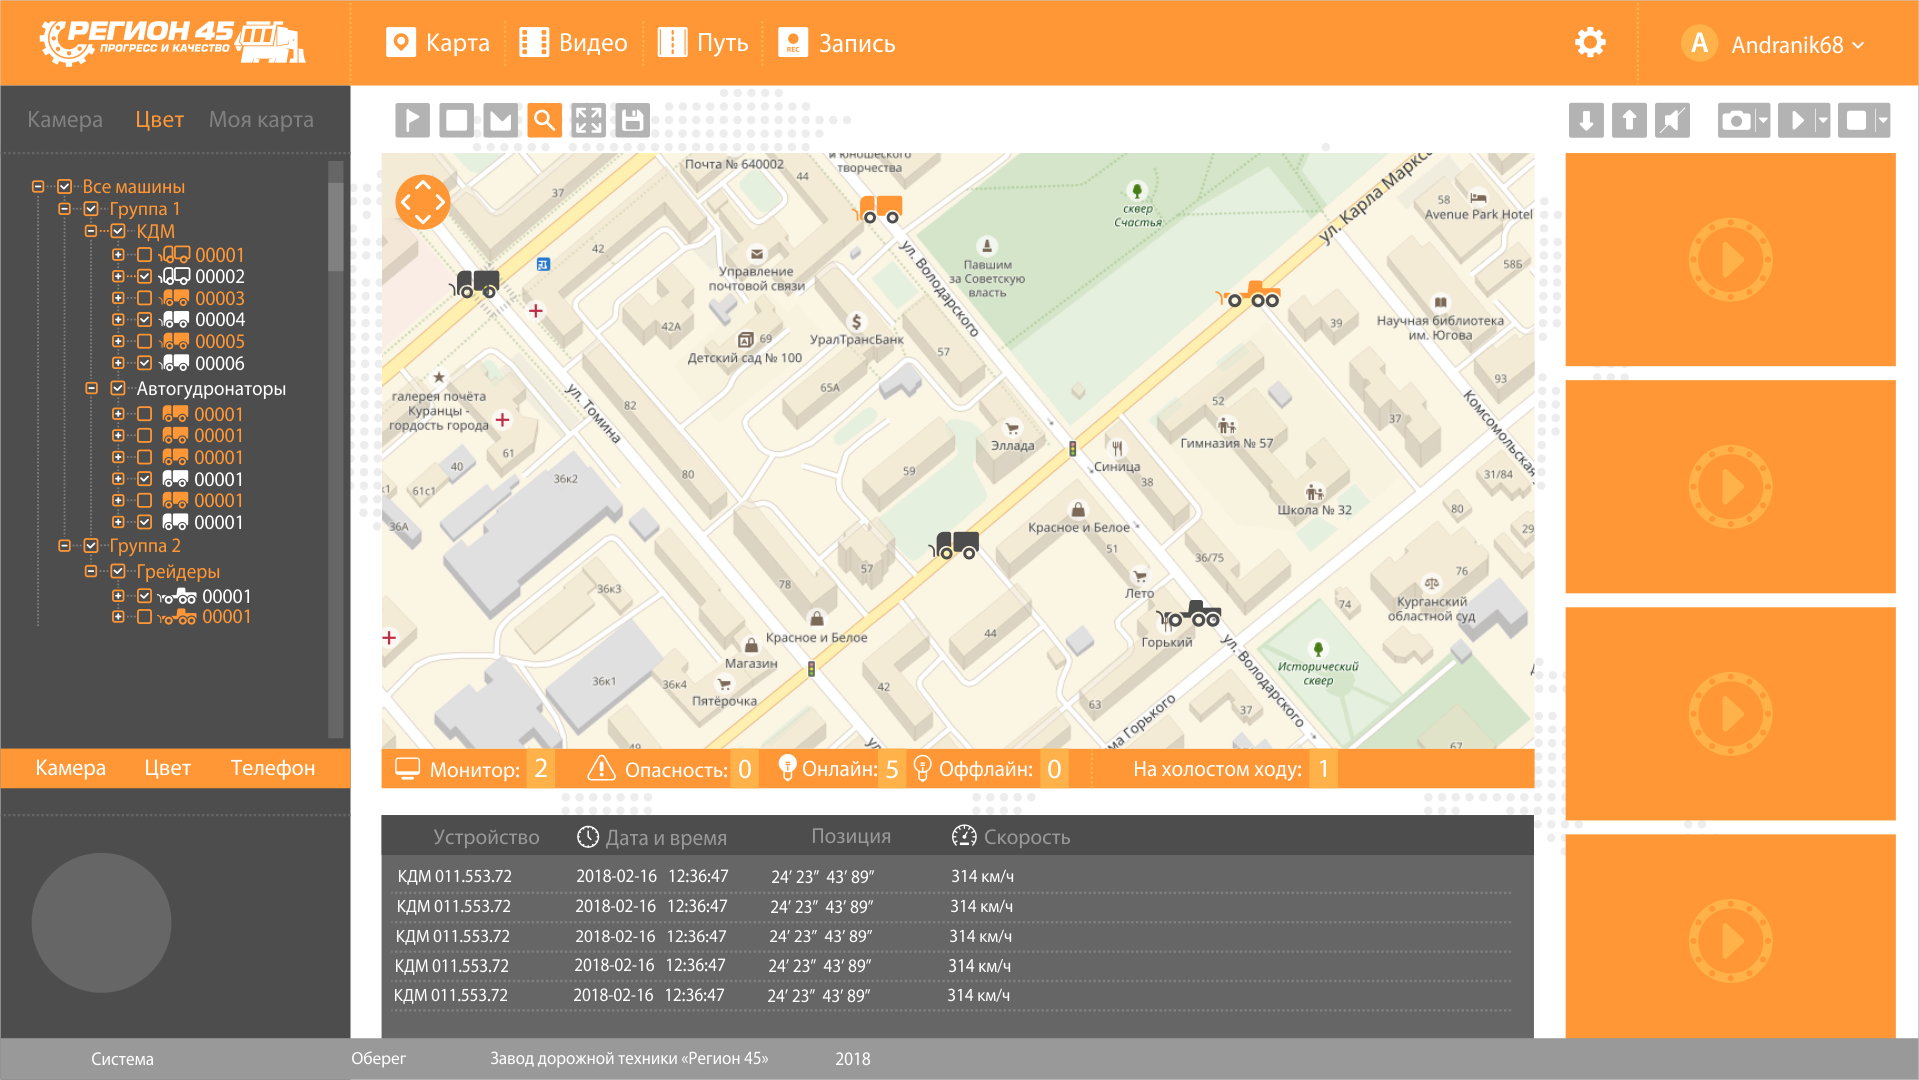 РЕГИОН 45
ПРОГРЕСС И КАЧЕСТВО
Карта
Видео
Путь
REC.
Запись
A
Andranik68
Камера
Цвет
Моя карта
Все машины
Группа 1
КДМ
00001
00002
00003
00004
00005
00006
Автогудронаторы
00001
00001
00001
00001
00001
00001
Группа 2
Грейдеры
00001
00001
Камера
Цвет
Телефон
Почта № 640002
44
и юношеского
творчества
37
сквер
Счастья
ул. Карла Маркса
58
Avenue Park Hotel
42
Управление
почтовой связи
Павшим
за Советскую
власть
ул. Володарского
58Б
42А
69
Детский сад № 100
УралТрансБанк
57
39
Научная библиотека
им. Югова
галерея почёта
Куранцы -
гордость города
ул. Томина
82
65А
93
52
37
Комсомольская
Гимназия № 57
Эллада
Синица
40
61
61с1
к1
36А
36к2
80
59
38
31/84
Школа № 32
80
29
Красное и Белое
51
36/75
57
78
36к3
Лето
76
Курганский
областной суд
74
Красное и Белое
44
Горький
ул. Володарского
Исторический
сквер
Магазин
36к1
36к4
Пятёрочка
42
63
37
67
49
ма Горького
ул
Монитор: 2
Опасность: 0
Онлайн: 5
Оффлайн: 0
На холостом ходу: 1
Устройство Дата и время Позиция Скорость
КДМ 011.553.72 2018-02-16 12:36:47 24’ 23” 43’ 89” 314 км/ч
КДМ 011.553.72 2018-02-16 12:36:47 24’ 23” 43’ 89” 314 км/ч
КДМ 011.553.72 2018-02-16 12:36:47 24’ 23” 43’ 89” 314 км/ч
КДМ 011.553.72 2018-02-16 12:36:47 24’ 23” 43’ 89” 314 км/ч
КДМ 011.553.72 2018-02-16 12:36:47 24’ 23” 43’ 89” 314 км/ч
Система
Оберег
Завод дорожной техники «Регион 45»
2018